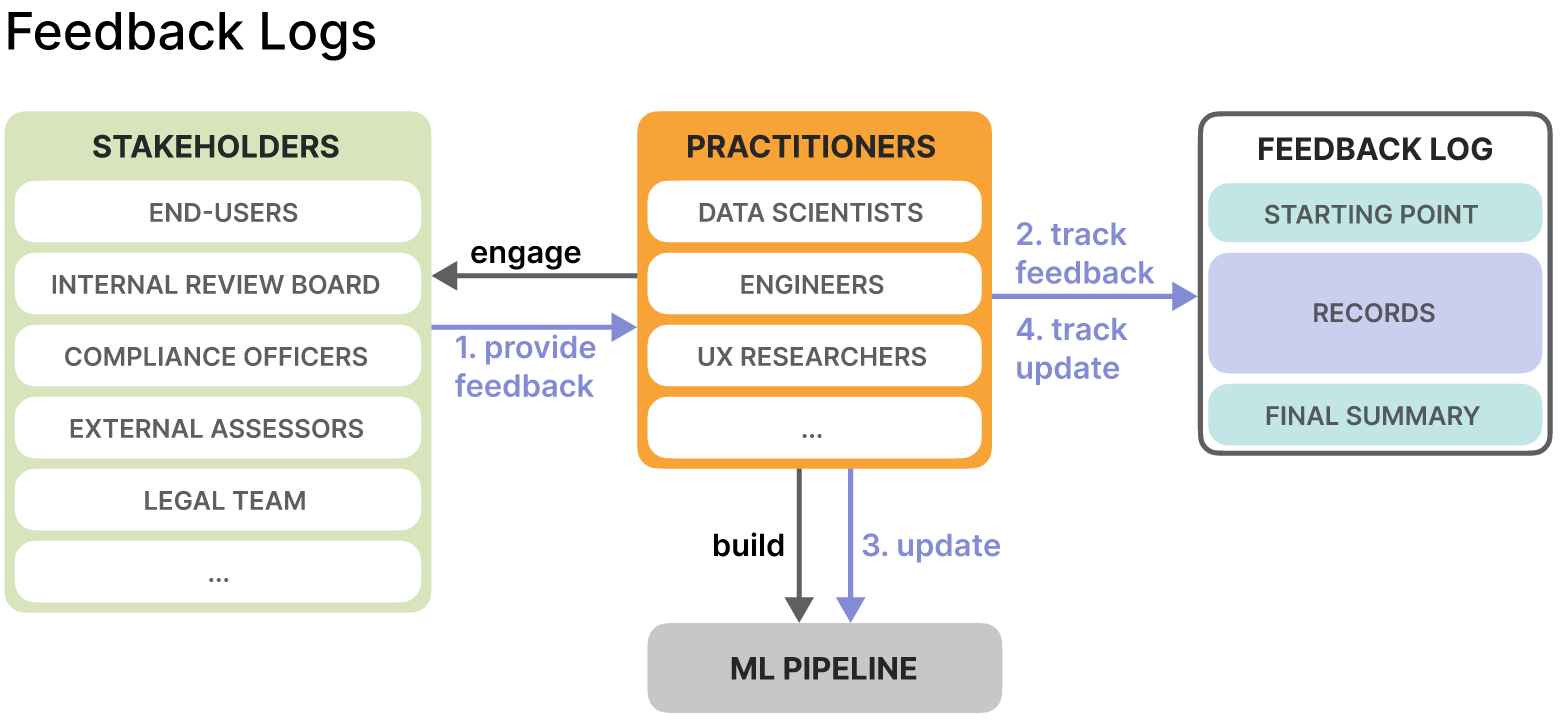 Feedback Logs
STAKEHOLDERS
END-USERS
INTERNAL REVIEW BOARD
COMPLIANCE OFFICERS
EXTERNAL ASSESSORS
LEGAL TEAM
...
engage
1. provide
feedback
PRACTITIONERS
DATA SCIENTISTS
ENGINEERS
UX RESEARCHERS
...
2. track
feedback
4. track
update
FEEDBACK LOG
STARTING POINT
RECORDS
FINAL SUMMARY
build
3. update
ML PIPELINE